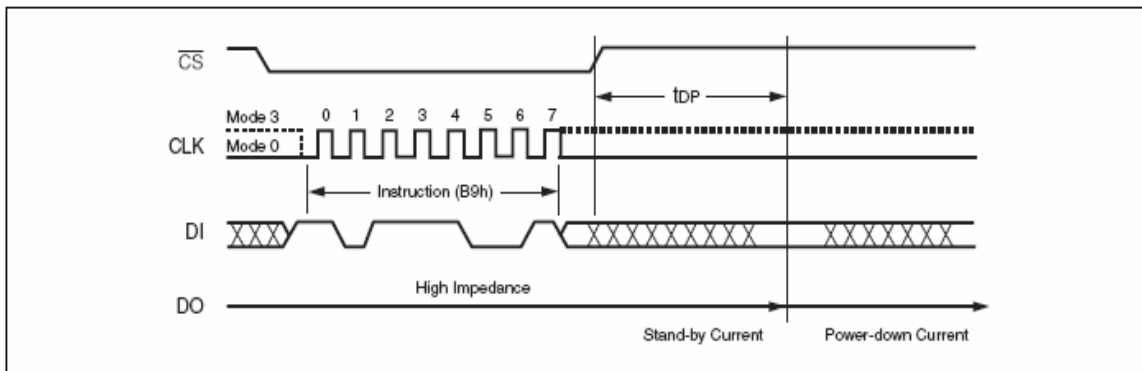 CS
tDP
Mode 3
0 1 2 3 4 5 6 7
CLK
Mode 0
Instruction (B9h)
DI
High Impedance
DO
Stand-by Current
Power-down Current